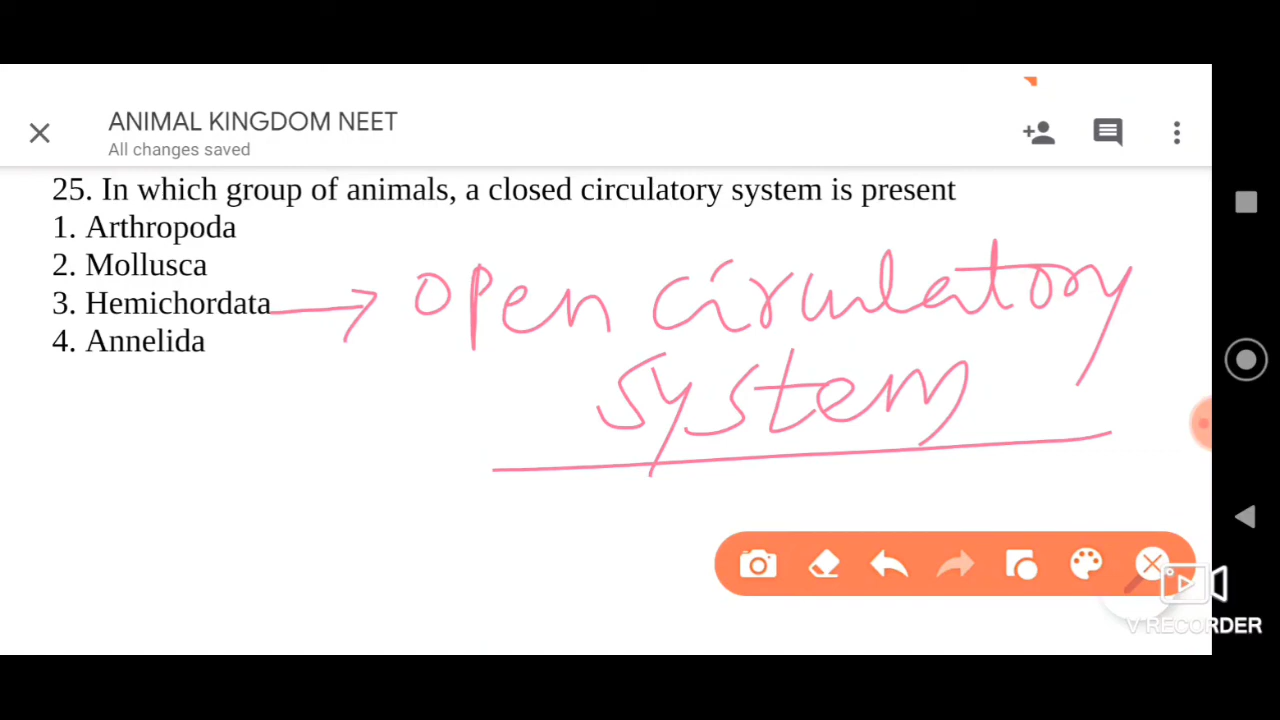 ANIMAL KINGDOM NEET
All changes saved
25. In which group of animals, a closed circulatory system is present
1. Arthropoda
2. Mollusca
3. Hemichordata
4. Annelida
Open circulatory
system
V RECORDER